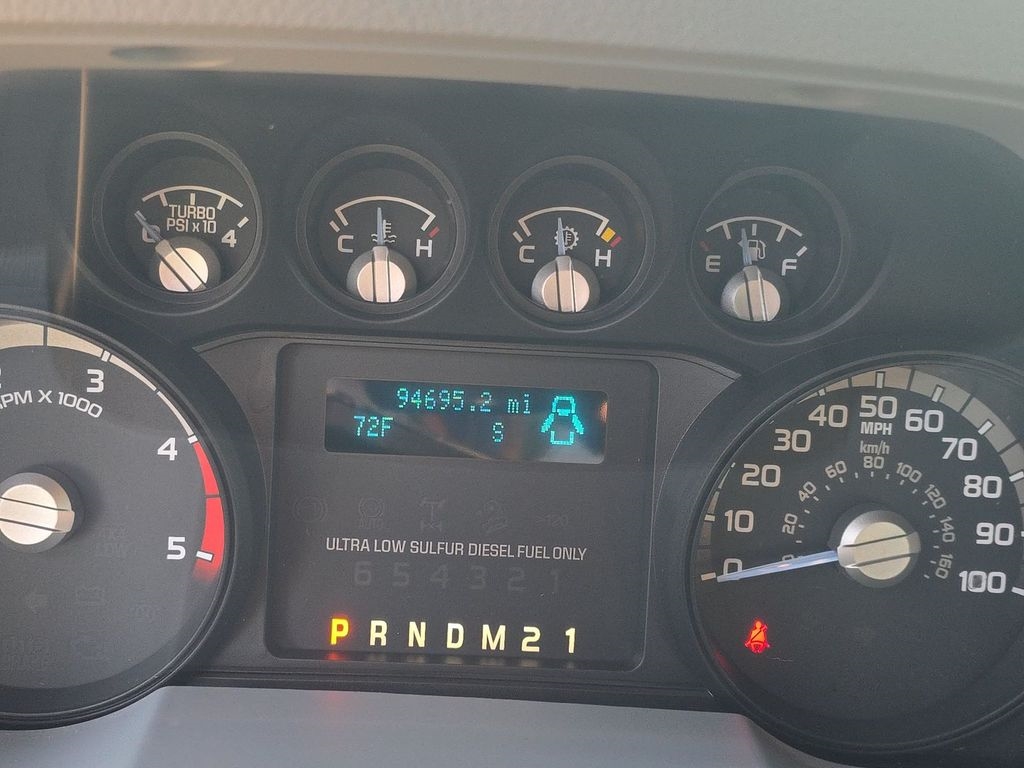 TURBO
PSI x 10
0 4
C H
C H
E F
3
RPM X 1000
4
5
94695.2 mi
72F S
ULTRA LOW SULFUR DIESEL FUEL ONLY
6 5 4 3 2 1
P R N D M 2 1
0 10 20 30 40 50 60 70 80 90 100
MPH
km/h
20 40 60 80 100 120 140 160